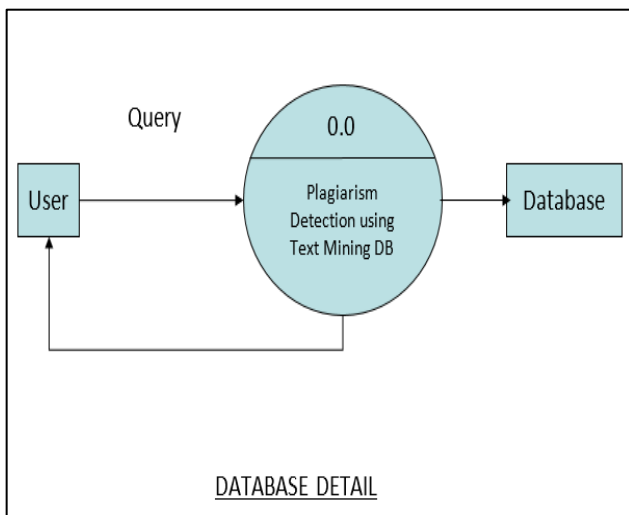 Query
0.0
User
Plagiarism
Detection using
Text Mining DB
Database
DATABASE DETAIL